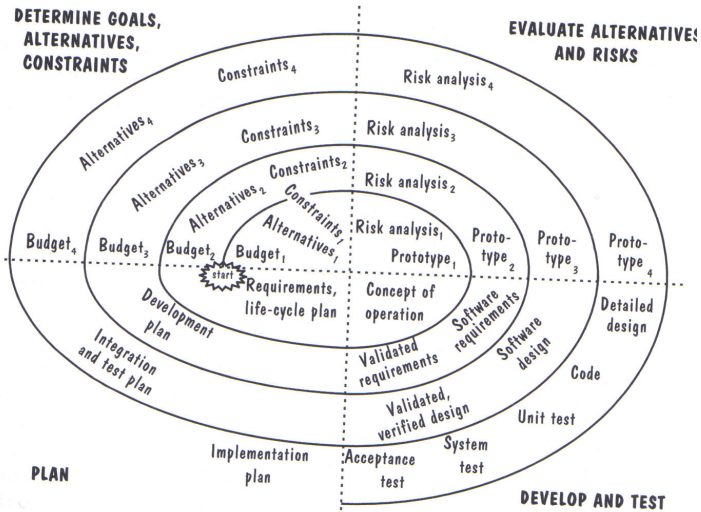 DETERMINE GOALS,
ALTERNATIVES,
CONSTRAINTS
EVALUATE ALTERNATIVES
AND RISKS
Constraints4
Risk analysis4
Alternatives4
Constraints3
Risk analysis3
Alternatives3
Constraints2
Risk analysis2
Alternatives2
Constraints1
Alternatives1
Risk analysis1
Budget4
Budget3
Budget2
Budget1
Prototype1
Proto-
type2
Proto-
type3
Proto-
type4
start
Requirements,
life-cycle plan
Concept of
operation
Software
requirements
Detailed
design
Development
plan
Validated
requirements
Software
design
Integration
and test plan
Code
Validated,
verified design
Unit test
Implementation
plan
Acceptance
test
System
test
PLAN
DEVELOP AND TEST